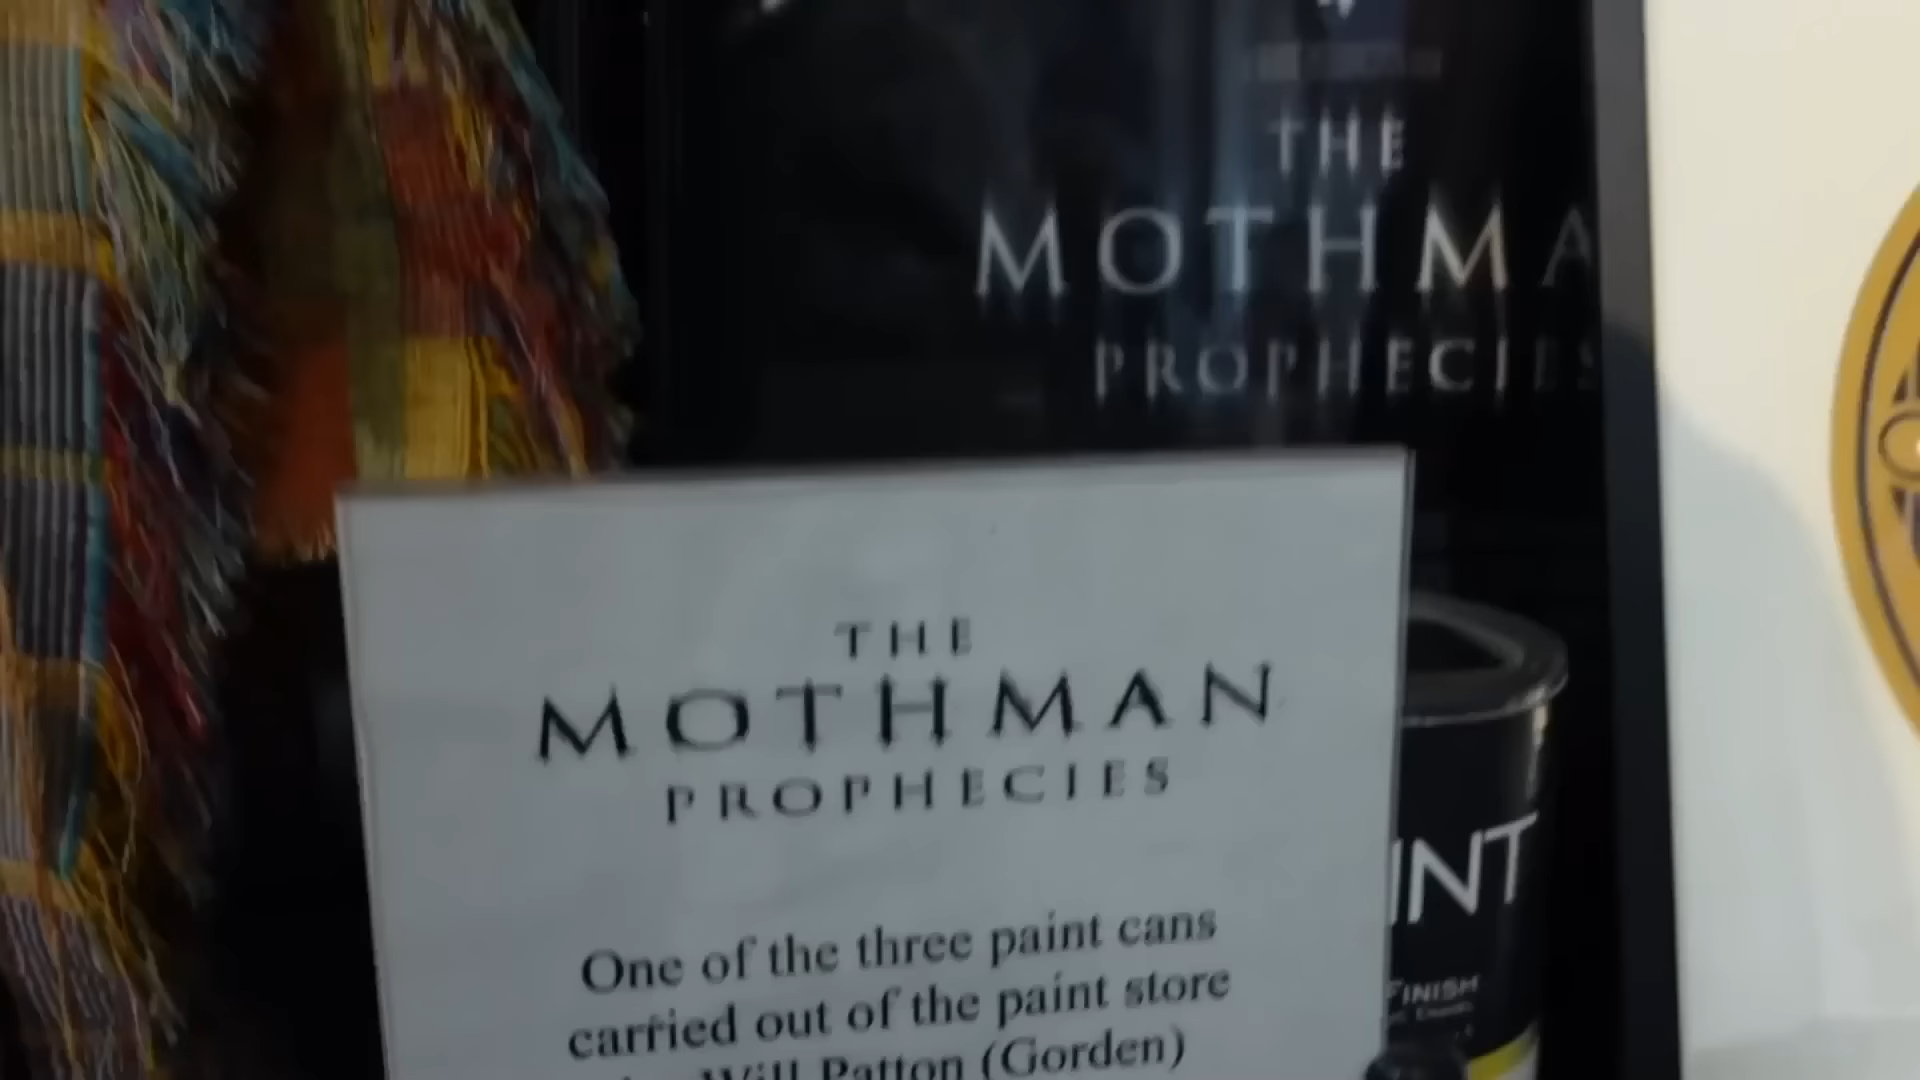 THE
MOTHMA
PROPHECIES
THE
MOTHMAN
PROPHECIES
One of the three paint cans
carried out of the paint store
Will Patton (Gorden)
INT
FINISH